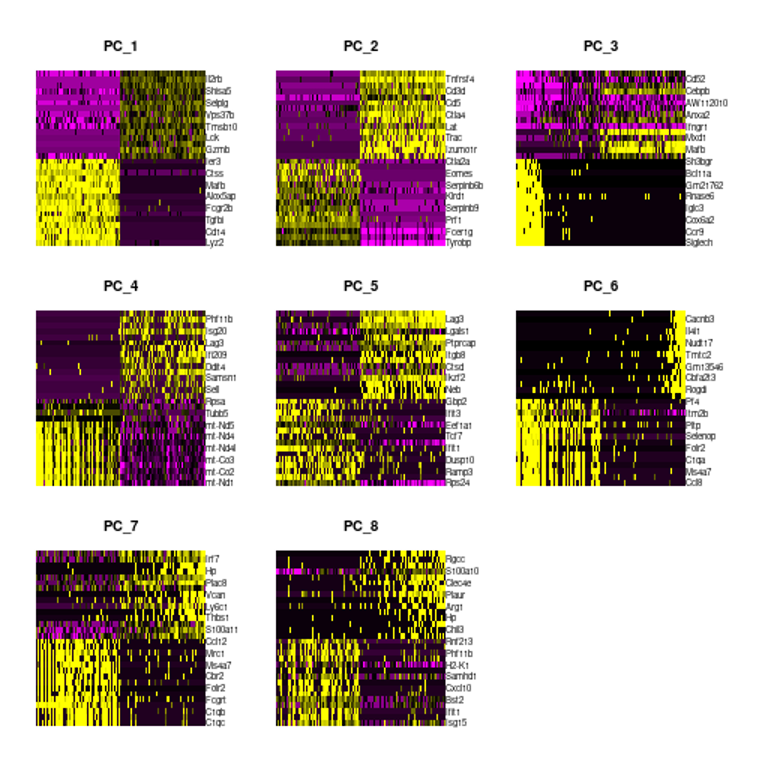 PC_1
Il2rb
Shisa5
Selplg
Vps37b
Tmsb10
Lck
Gzmb
Ier3
Ctss
Mafb
Alox5ap
Fcgr2b
Tgfbi
Cd14
Lyz2
PC_2
Tnfrsf4
Cd3d
Cd5
Ctla4
Lat
Trac
Izumo1r
Ctla2a
Eomes
Serpinb6b
Klrd1
Serpinb9
Prf1
Fcer1g
Tyrobp
PC_3
Cd52
Cebpb
AW112010
Anxa2
Ifngr1
Mxd1
Mafb
Sh3bgr
Bcl11a
Gm21762
Rnase6
Iglc3
Cox6a2
Ccr9
Siglech
PC_4
Phf11b
Isg20
Lag3
Ifi209
Ddit4
Samsn1
Sell
Rpsa
Tubb5
mt-Nd5
mt-Nd4
mt-Nd4l
mt-Co3
mt-Co2
mt-Nd1
PC_5
Lag3
Lgals1
Ptprcap
Itgb8
Ctsd
Ikzf2
Neb
Gbp2
Ifit3
Eef1a1
Tcf7
Ifit1
Dusp10
Ramp3
Rps24
PC_6
Cacnb3
Il4i1
Nudt17
Tmtc2
Gm13546
Cbfa2t3
Rogdi
Pf4
Itm2b
Pltp
Selenop
Folr2
C1qa
Ms4a7
Ccl8
PC_7
Irf7
Hp
Plac8
Vcan
Ly6c1
Thbs1
S100a11
Ccl12
Mrc1
Ms4a7
Cbr2
Folr2
Fcgrt
C1qb
C1qc
PC_8
Rgcc
S100a10
Clec4e
Plaur
Arg1
Hp
Chil3
Rnf213
Phf11b
H2-K1
Samhd1
Cxcl10
Bst2
Ifit1
Isg15